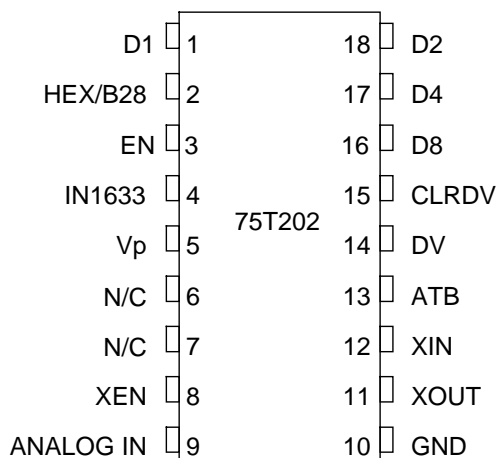 D1 1 18 D2
HEX/B28 2 17 D4
EN 3 16 D8
IN1633 4 15 CLRDV
75T202
Vp 5 14 DV
N/C 6 13 ATB
N/C 7 12 XIN
XEN 8 11 XOUT
ANALOG IN 9 10 GND